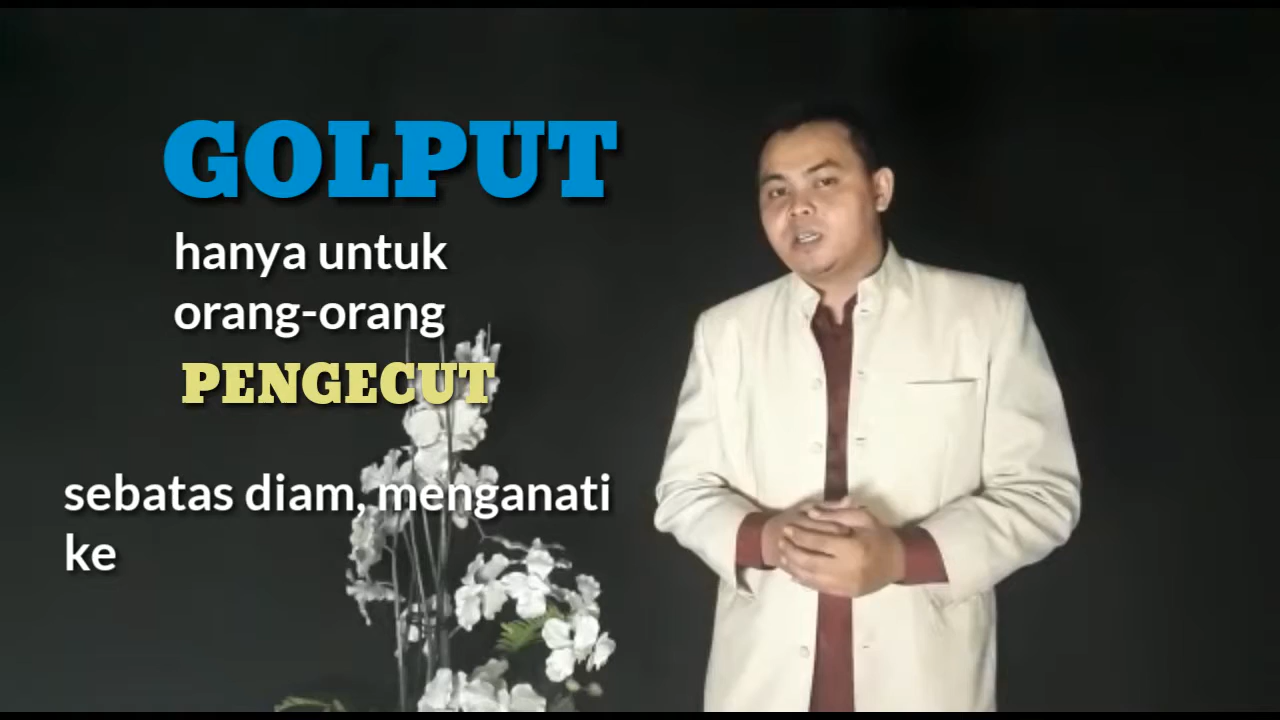 GOLPUT
hanya untuk
orang-orang
PENGECUT
sebatas diam, menganati
ke